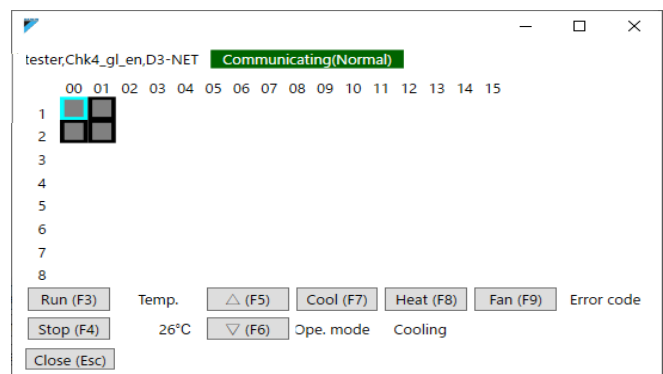 tester,Chk4_gl_en,D3-NET Communicating(Normal)
00 01 02 03 04 05 06 07 08 09 10 11 12 13 14 15
1
2
3
4
5
6
7
8
Run (F3) Temp. △ (F5) Cool (F7) Heat (F8) Fan (F9) Error code
Stop (F4) 26°C ▽ (F6) Ope. mode Cooling
Close (Esc)